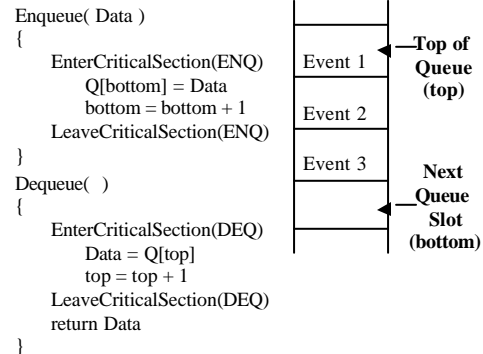 Enqueue( Data )
{
EnterCriticalSection(ENQ)
Q[bottom] = Data
bottom = bottom + 1
LeaveCriticalSection(ENQ)
}
Dequeue( )
{
EnterCriticalSection(DEQ)
Data = Q[top]
top = top + 1
LeaveCriticalSection(DEQ)
return Data
}
Event 1
Event 2
Event 3
Top of
Queue
(top)
Next
Queue
Slot
(bottom)